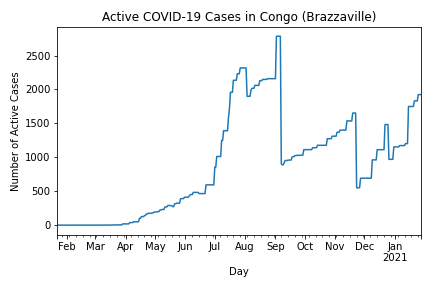 Active COVID-19 Cases in Congo (Brazzaville)
Number of Active Cases
2500
2000
1500
1000
500
0
Feb Mar Apr May Jun Jul Aug Sep Oct Nov Dec Jan
2021
Day